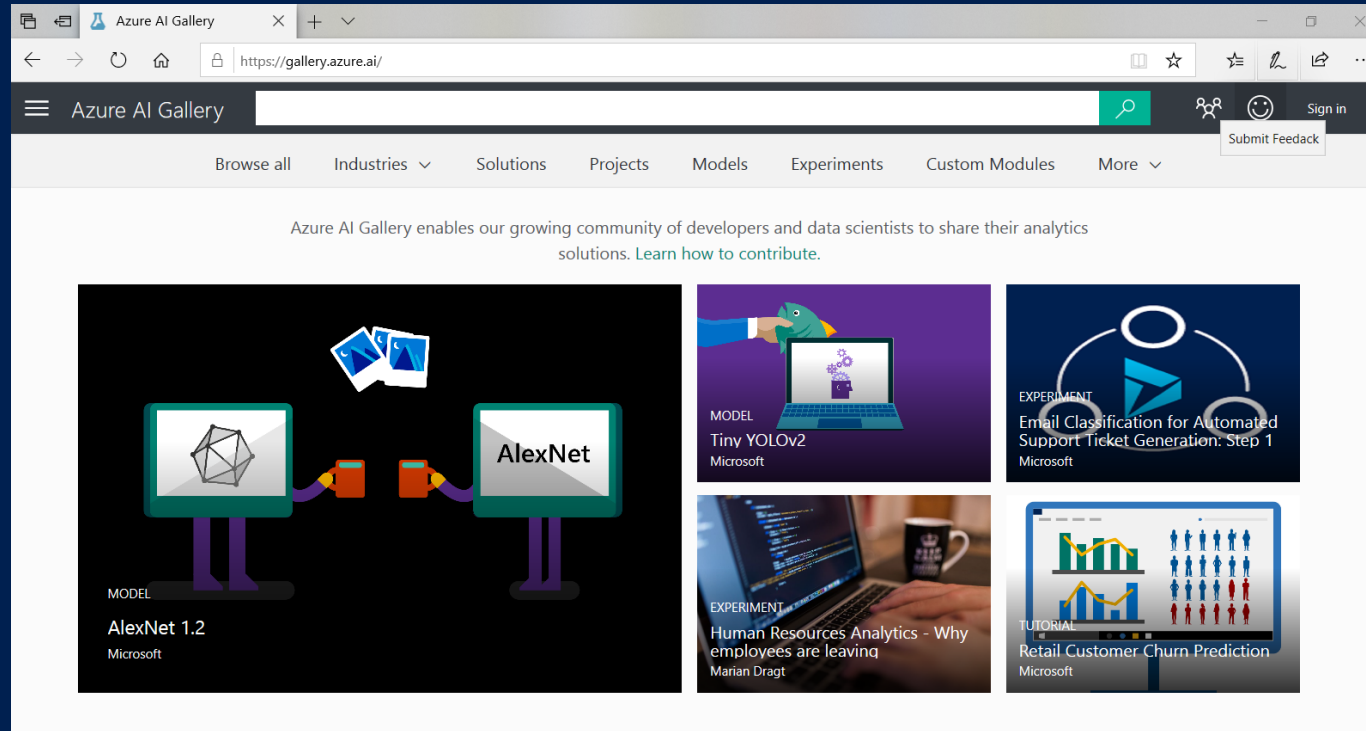 Azure AI Gallery
https://gallery.azure.ai/
Azure AI Gallery
Sign in
Submit Feedack
Browse all Industries Solutions Projects Models Experiments Custom Modules More
Azure AI Gallery enables our growing community of developers and data scientists to share their analytics
solutions. Learn how to contribute.
AlexNet
MODEL
AlexNet 1.2
Microsoft
MODEL
Tiny YOLOv2
Microsoft
EXPERIMENT
Email Classification for Automated
Support Ticket Generation: Step 1
Microsoft
EXPERIMENT
Human Resources Analytics - Why
employees are leaving
Marian Dragt
TUTORIAL
Retail Customer Churn Prediction
Microsoft